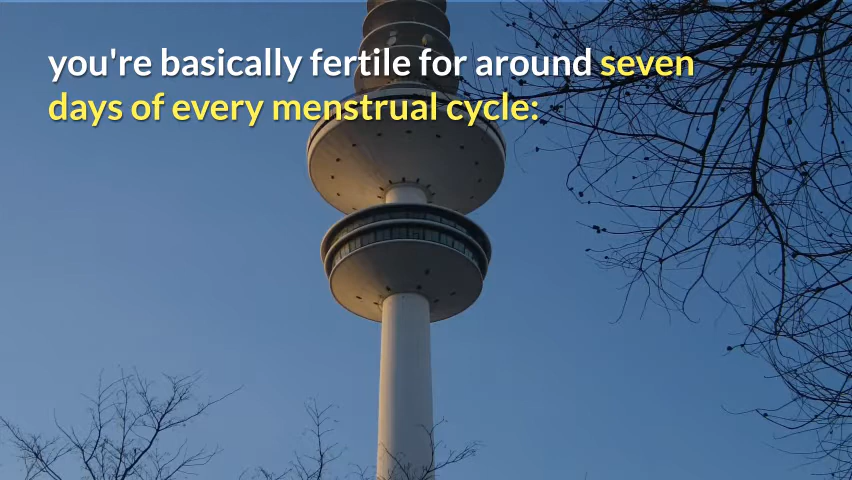 you're basically fertile for around seven
days of every menstrual cycle: